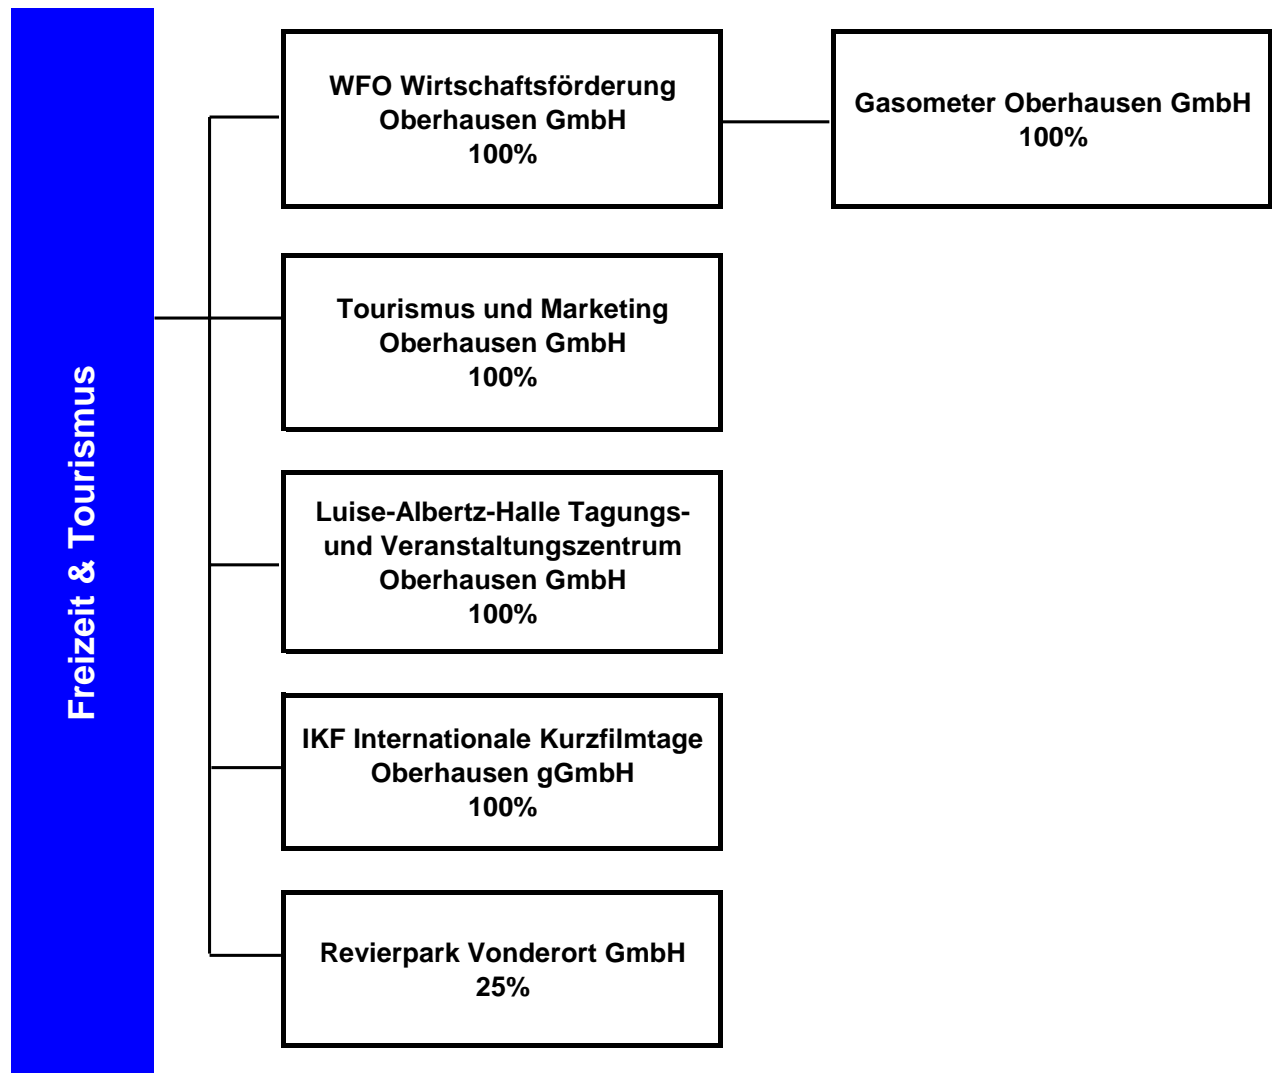 Freizeit & Tourismus
WFO Wirtschaftsförderung
Oberhausen GmbH
100%
Gasometer Oberhausen GmbH
100%
Tourismus und Marketing
Oberhausen GmbH
100%
Luise-Albertz-Halle Tagungs-
und Veranstaltungszentrum
Oberhausen GmbH
100%
IKF Internationale Kurzfilmtage
Oberhausen gGmbH
100%
Revierpark Vonderort GmbH
25%